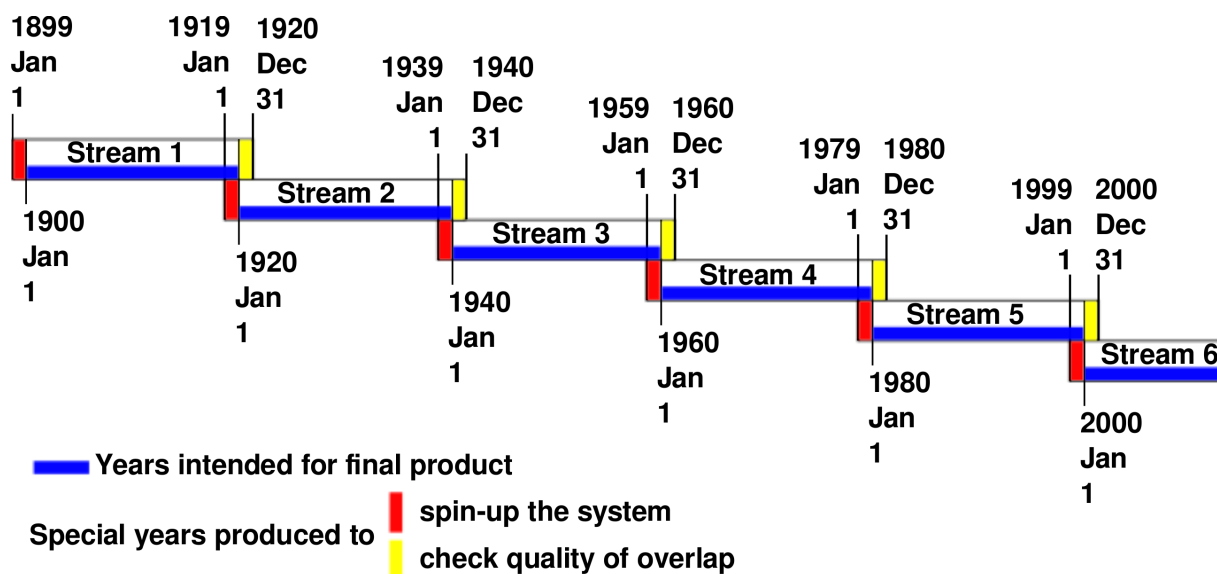 1899
Jan
1
1919
Jan
1
1920
Dec
31
1939
Jan
1
1940
Dec
31
1959
Jan
1
1960
Dec
31
1979
Jan
1
1980
Dec
31
1999
Jan
1
2000
Dec
31
Stream 1
Stream 2
Stream 3
Stream 4
Stream 5
Stream 6
1900
Jan
1
1920
Jan
1
1940
Jan
1
1960
Jan
1
1980
Jan
1
2000
Jan
1
Years intended for final product
Special years produced to
spin-up the system
check quality of overlap